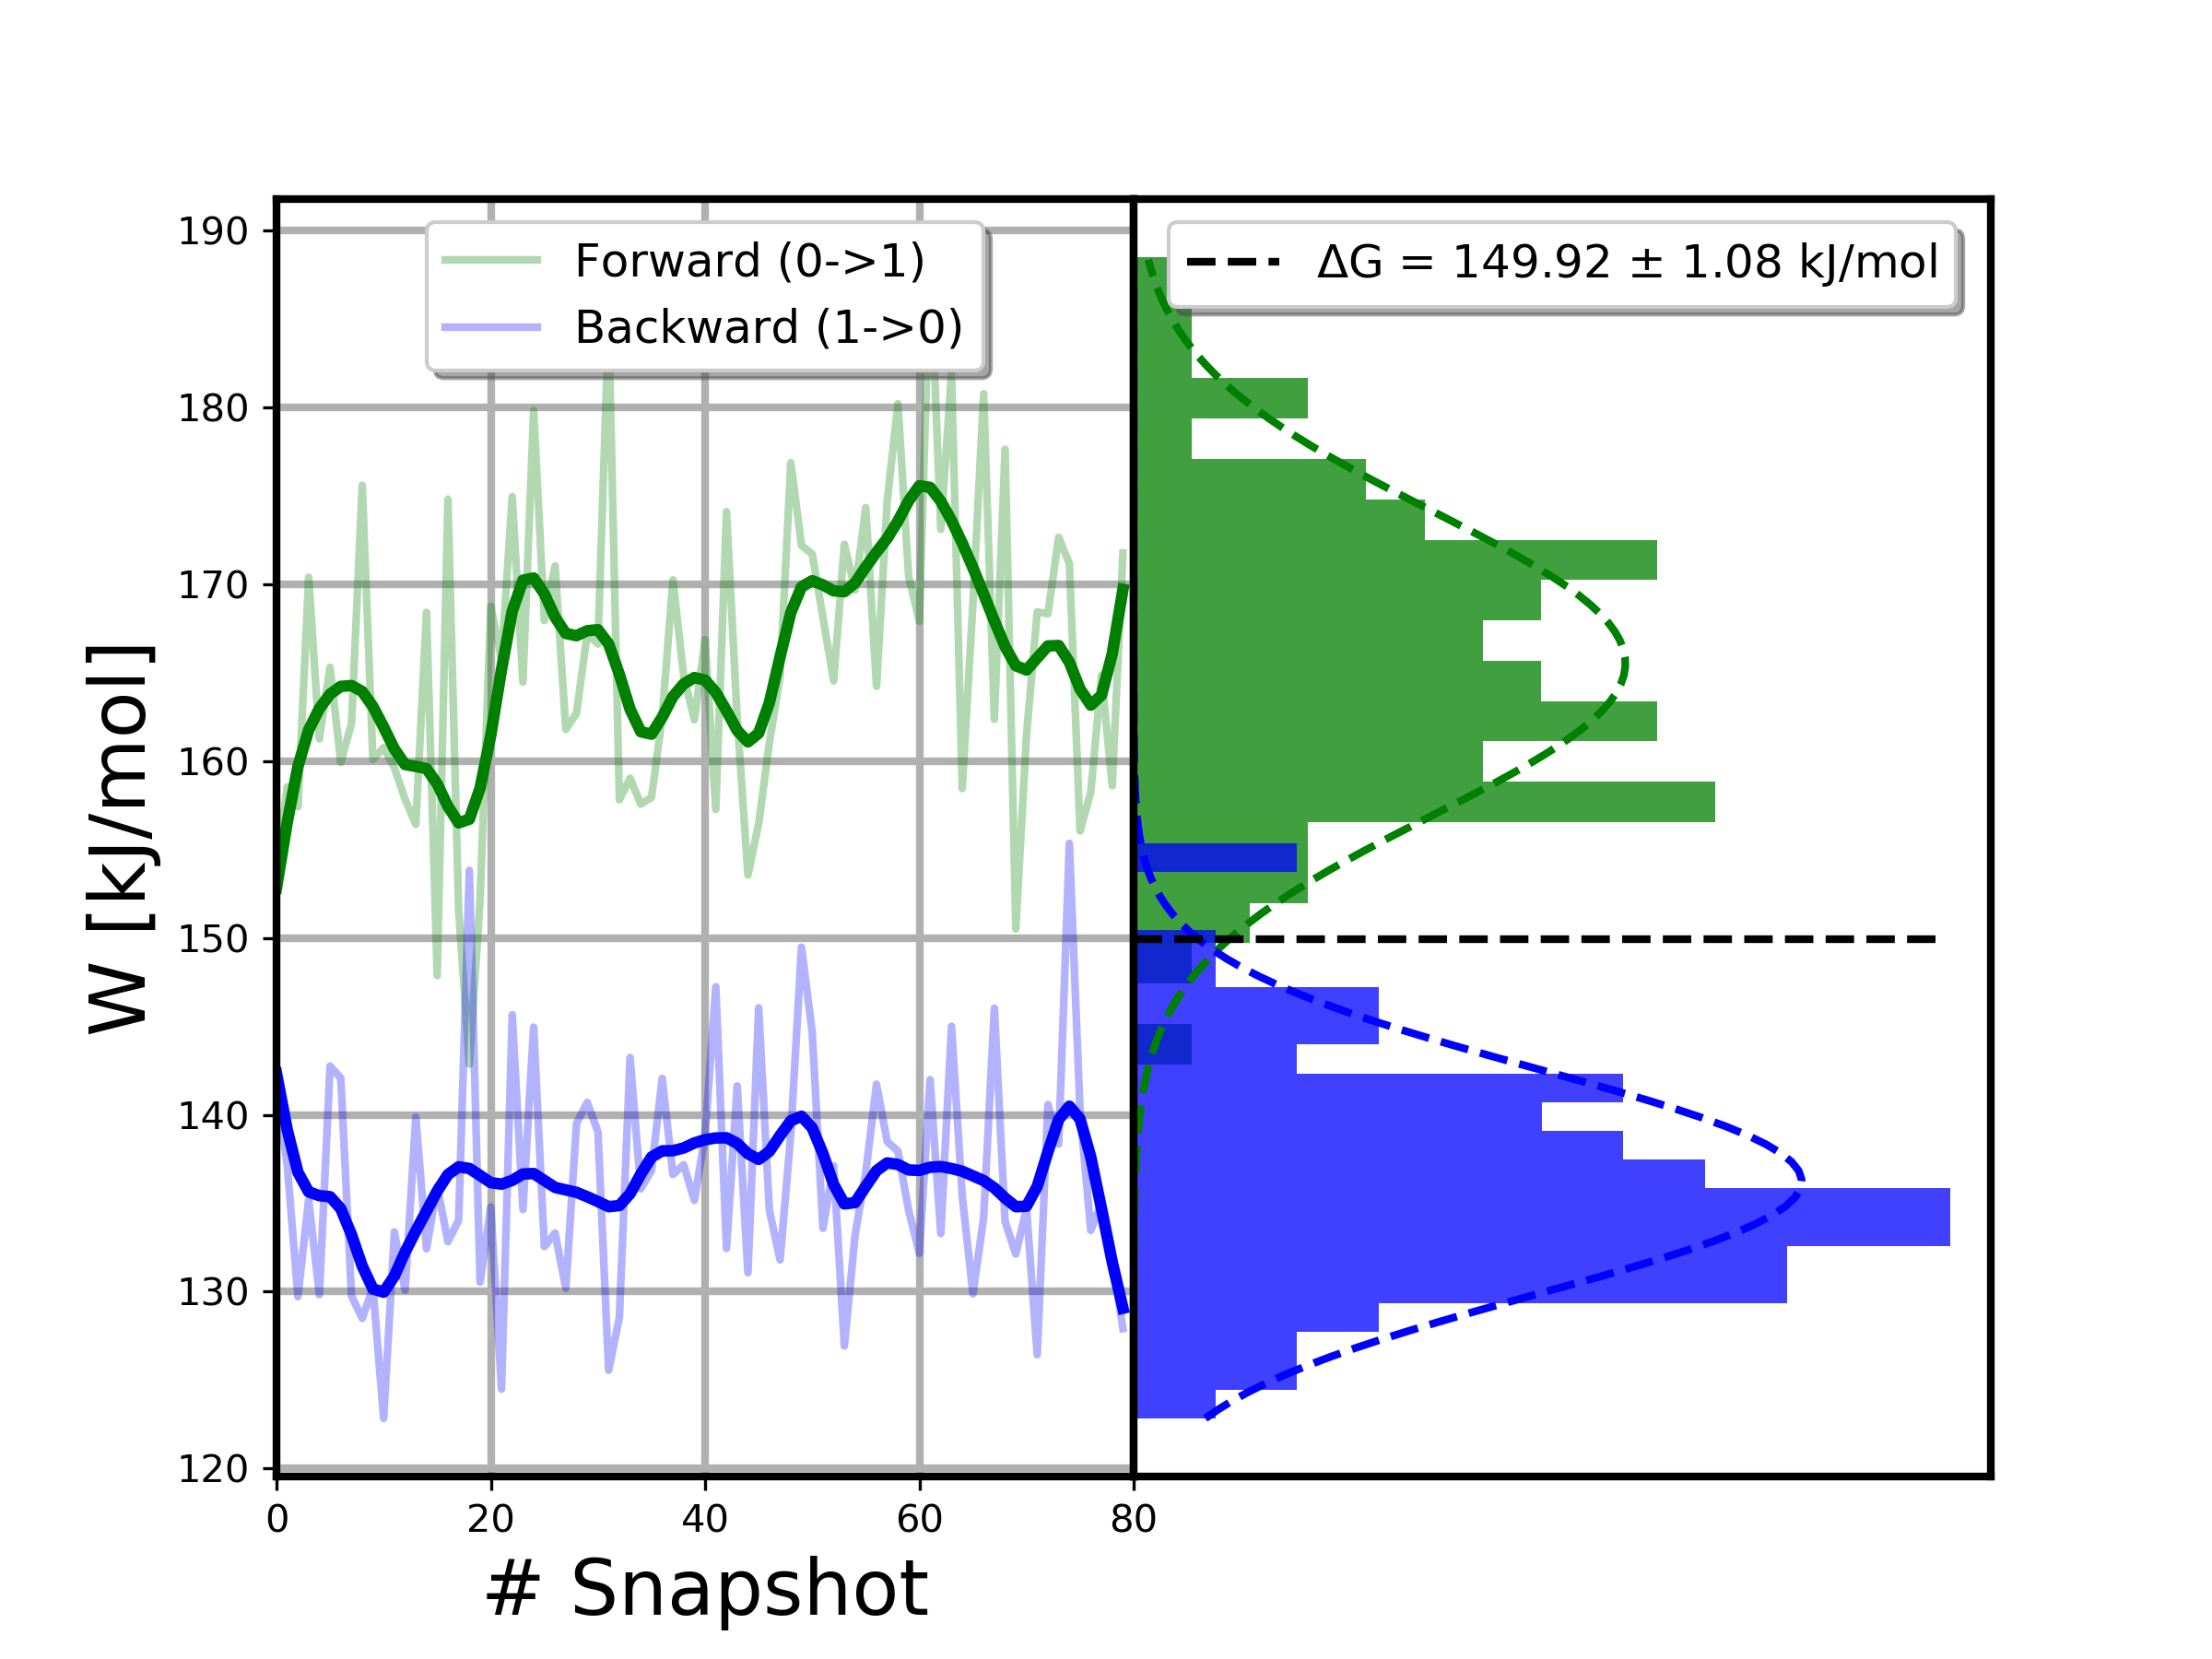 Forward (0->1)
Backward (1->0)
ΔG = 149.92 ± 1.08 kJ/mol
W [kJ/mol]
190
180
170
160
150
140
130
120
0 20 40 60 80
# Snapshot